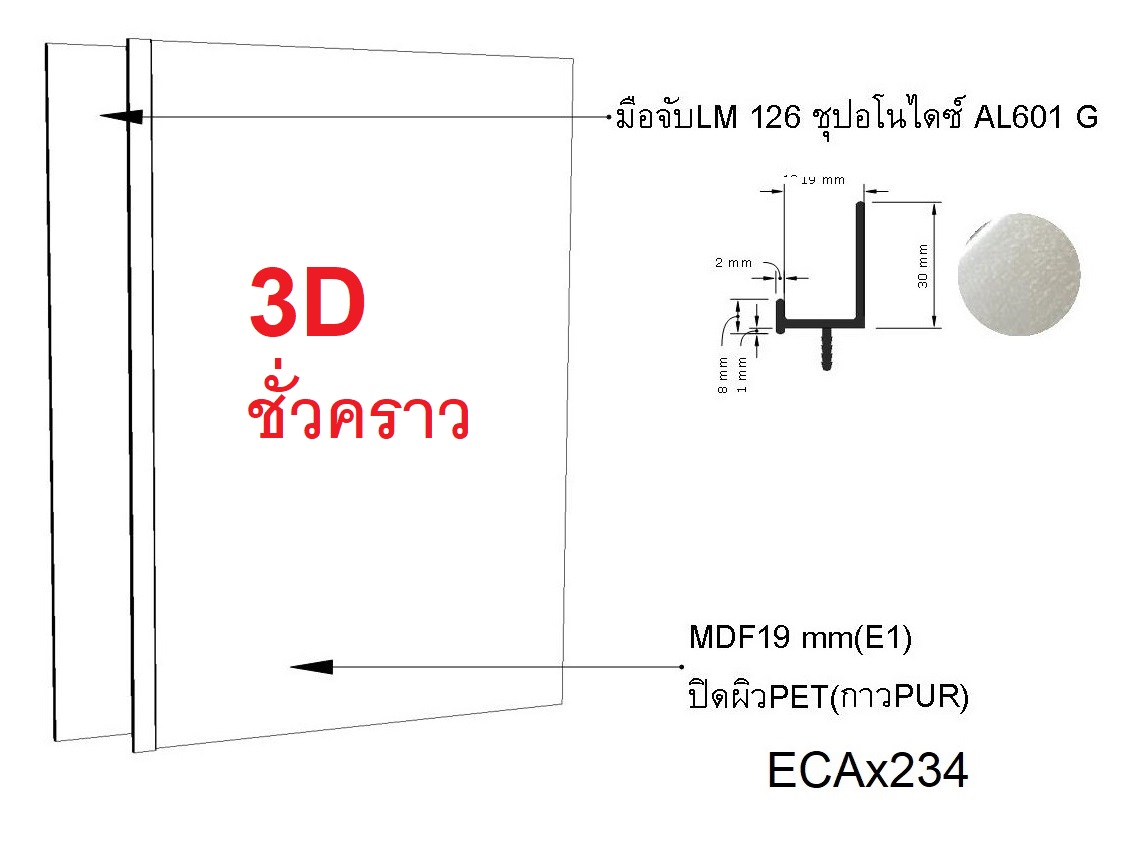 มือจับLM 126 ชุปอโนไดซ์ AL601 G
19 mm
2 mm
30 mm
8 mm
1 mm
3D
ชั่วคราว
MDF19 mm(E1)
ปิดผิวPET(กาวPUR)
ECAx234